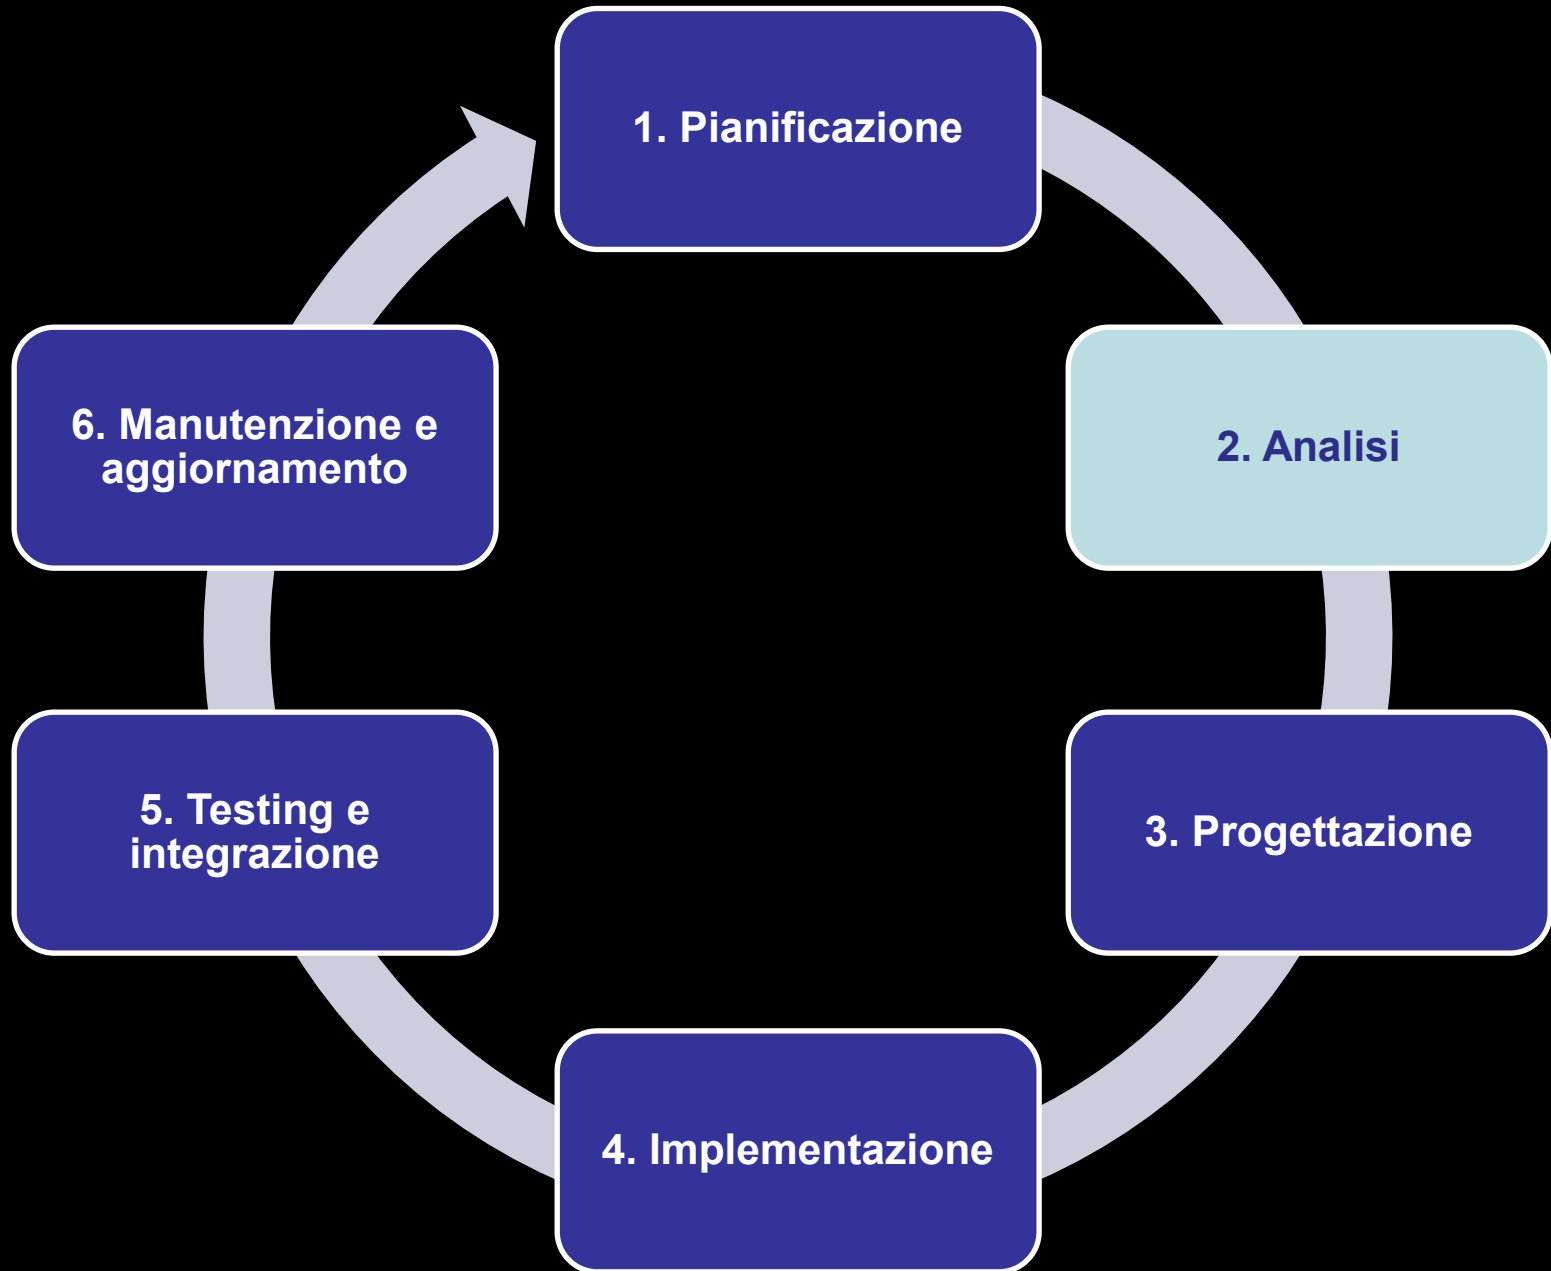 1. Pianificazione
2. Analisi
3. Progettazione
4. Implementazione
5. Testing e
integrazione
6. Manutenzione e
aggiornamento